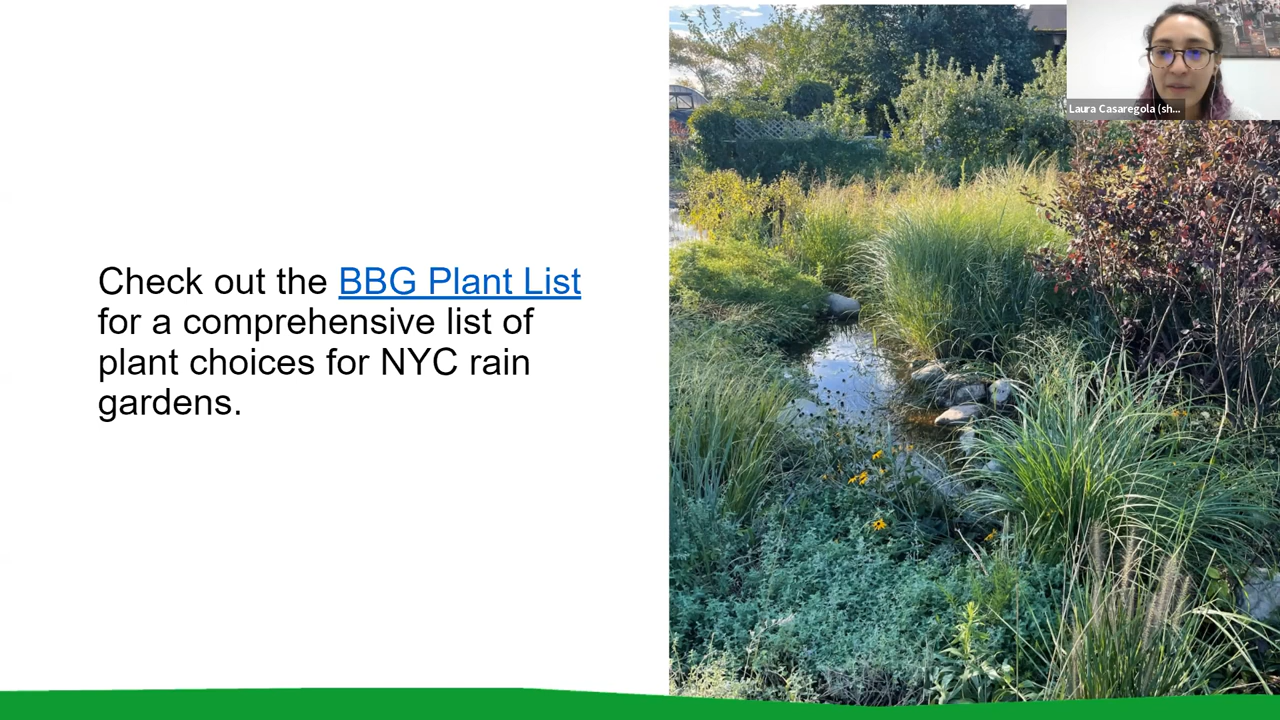 Laura Casaregola (sh...
Check out the BBG Plant List
for a comprehensive list of
plant choices for NYC rain
gardens.